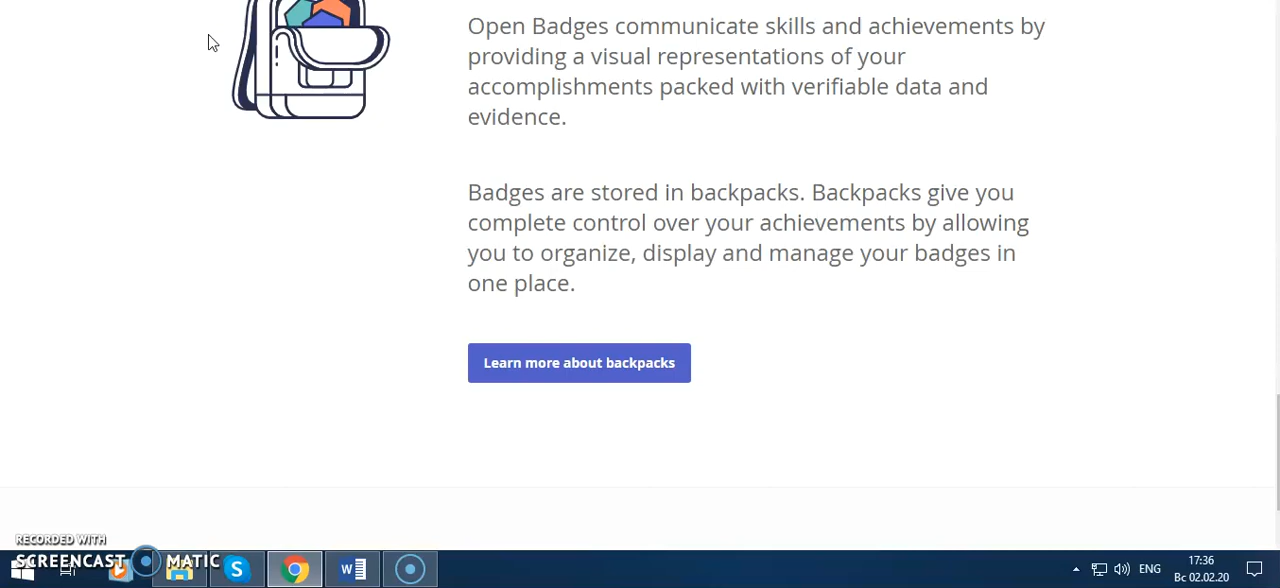 Open Badges communicate skills and achievements by
providing a visual representations of your
accomplishments packed with verifiable data and
evidence.
Badges are stored in backpacks. Backpacks give you
complete control over your achievements by allowing
you to organize, display and manage your badges in
one place.
Learn more about backpacks
RECORDED WITH
SCREENCAST MATIC
ENG
17:36
Вс 02.02.20